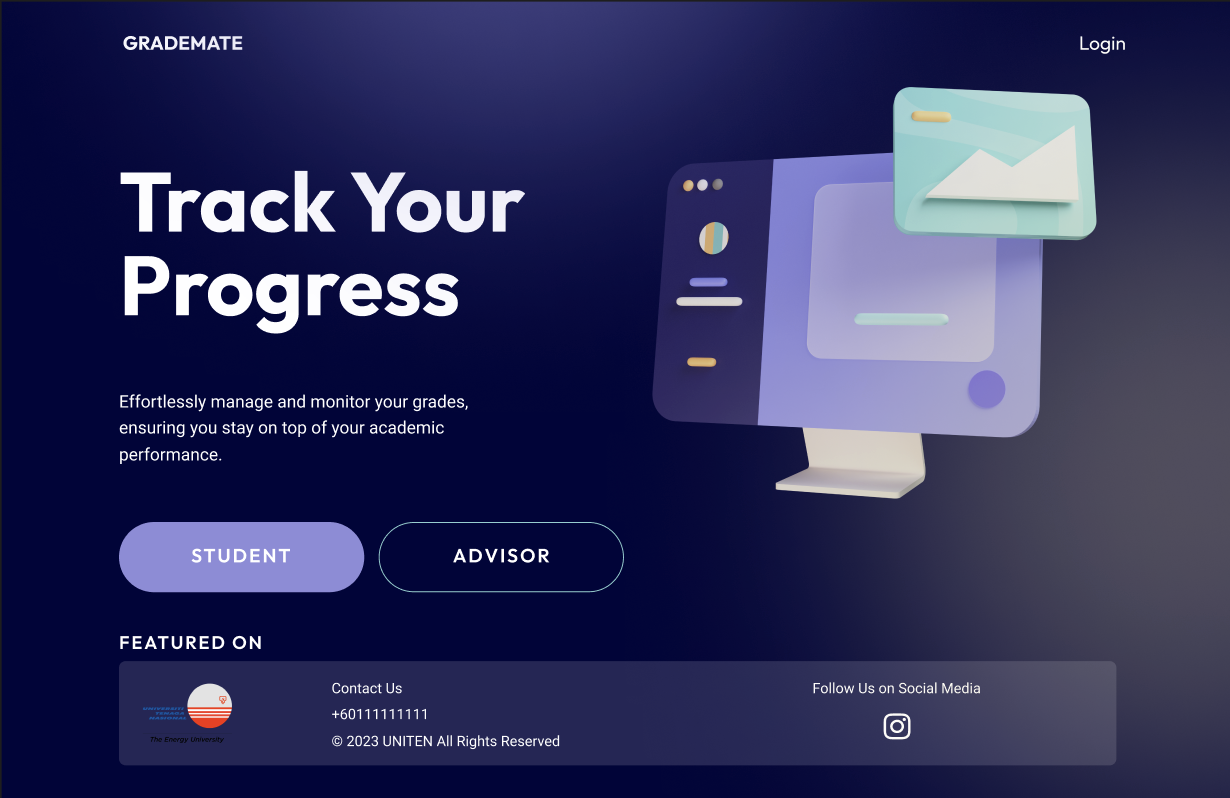 GRADEMATE
Login
Track Your
Progress
Effortlessly manage and monitor your grades,
ensuring you stay on top of your academic
performance.
STUDENT
ADVISOR
FEATURED ON
The Energy University
Contact Us
+60111111111
© 2023 UNITEN All Rights Reserved
Follow Us on Social Media